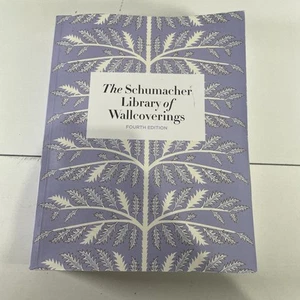 The Schumacher
Library of
Wallcoverings
FOURTH EDITION